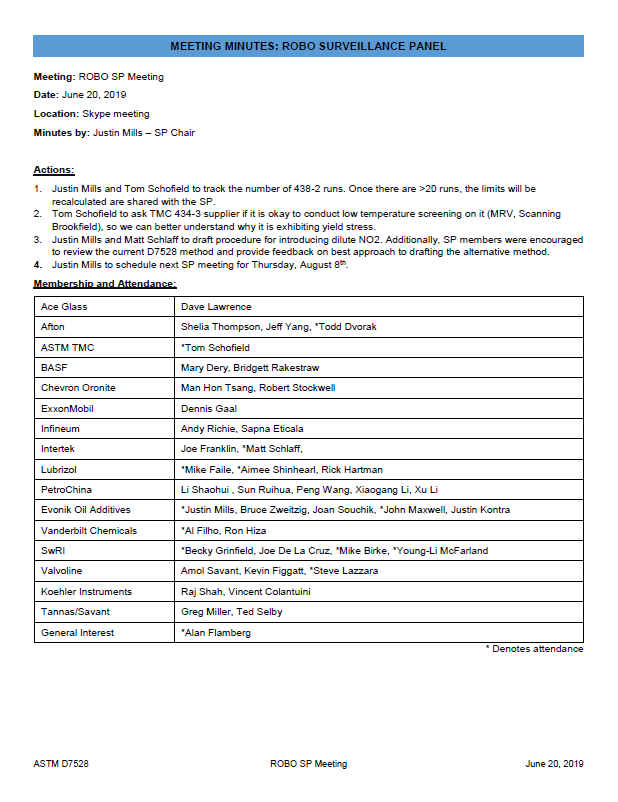 MEETING MINUTES: ROBO SURVEILLANCE PANEL
Meeting: ROBO SP Meeting
Date: June 20, 2019
Location: Skype meeting
Minutes by: Justin Mills – SP Chair
Actions:
1. Justin Mills and Tom Schofield to track the number of 438-2 runs. Once there are >20 runs, the limits will be
recalculated are shared with the SP.
2. Tom Schofield to ask TMC 434-3 supplier if it is okay to conduct low temperature screening on it (MRV, Scanning
Brookfield), so we can better understand why it is exhibiting yield stress.
3. Justin Mills and Matt Schlaff to draft procedure for introducing dilute NO2. Additionally, SP members were encouraged
to review the current D7528 method and provide feedback on best approach to drafting the alternative method.
4. Justin Mills to schedule next SP meeting for Thursday, August 8th.
Membership and Attendance:
Ace Glass Dave Lawrence
Afton Shelia Thompson, Jeff Yang, *Todd Dvorak
ASTM TMC *Tom Schofield
BASF Mary Dery, Bridgett Rakestraw
Chevron Oronite Man Hon Tsang, Robert Stockwell
ExxonMobil Dennis Gaal
Infineum Andy Richie, Sapna Eticala
Intertek Joe Franklin, *Matt Schlaff,
Lubrizol *Mike Faile, *Aimee Shinhearl, Rick Hartman
PetroChina Li Shaohui , Sun Ruihua, Peng Wang, Xiaogang Li, Xu Li
Evonik Oil Additives *Justin Mills, Bruce Zweitzig, Joan Souchik, *John Maxwell, Justin Kontra
Vanderbilt Chemicals *Al Filho, Ron Hiza
SwRI *Becky Grinfield, Joe De La Cruz, *Mike Birke, *Young-Li McFarland
Valvoline Amol Savant, Kevin Figgatt, *Steve Lazzara
Koehler Instruments Raj Shah, Vincent Colantuini
Tannas/Savant Greg Miller, Ted Selby
General Interest *Alan Flamberg
* Denotes attendance
ASTM D7528 ROBO SP Meeting June 20, 2019